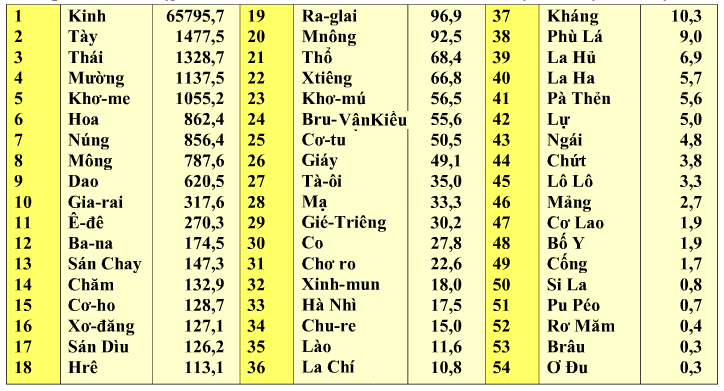 1 Kinh 65795,7 19 Ra-glai 96,9 37 Kháng 10,3
2 Tày 1477,5 20 Mnông 92,5 38 Phù Lá 9,0
3 Thái 1328,7 21 Thổ 68,4 39 La Hủ 6,9
4 Mường 1137,5 22 Xtiêng 66,8 40 La Ha 5,7
5 Khơ-me 1055,2 23 Khơ-mú 56,5 41 Pà Thẻn 5,6
6 Hoa 862,4 24 Bru-VậnKiều 55,6 42 Lự 5,0
7 Núng 856,4 25 Cơ-tu 50,5 43 Ngái 4,8
8 Mông 787,6 26 Giáy 49,1 44 Chứt 3,8
9 Dao 620,5 27 Tà-ôi 35,0 45 Lô Lô 3,3
10 Gia-rai 317,6 28 Mạ 33,3 46 Mảng 2,7
11 Ê-đê 270,3 29 Gié-Triêng 30,2 47 Cơ Lao 1,9
12 Ba-na 174,5 30 Co 27,8 48 Bố Y 1,9
13 Sán Chay 147,3 31 Chơ ro 22,6 49 Cống 1,7
14 Chăm 132,9 32 Xinh-mun 18,0 50 Si La 0,8
15 Cơ-ho 128,7 33 Hà Nhì 17,5 51 Pu Péo 0,7
16 Xơ-đăng 127,1 34 Chu-re 15,0 52 Rơ Măm 0,4
17 Sán Dìu 126,2 35 Lào 11,6 53 Brâu 0,3
18 Hrê 113,1 36 La Chí 10,8 54 Ơ Đu 0,3